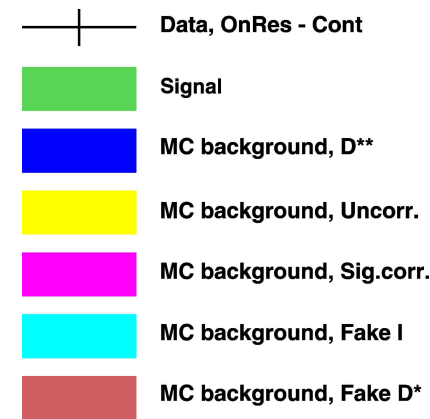 Data, OnRes - Cont
Signal
MC background, D**
MC background, Uncorr.
MC background, Sig.corr.
MC background, Fake l
MC background, Fake D*